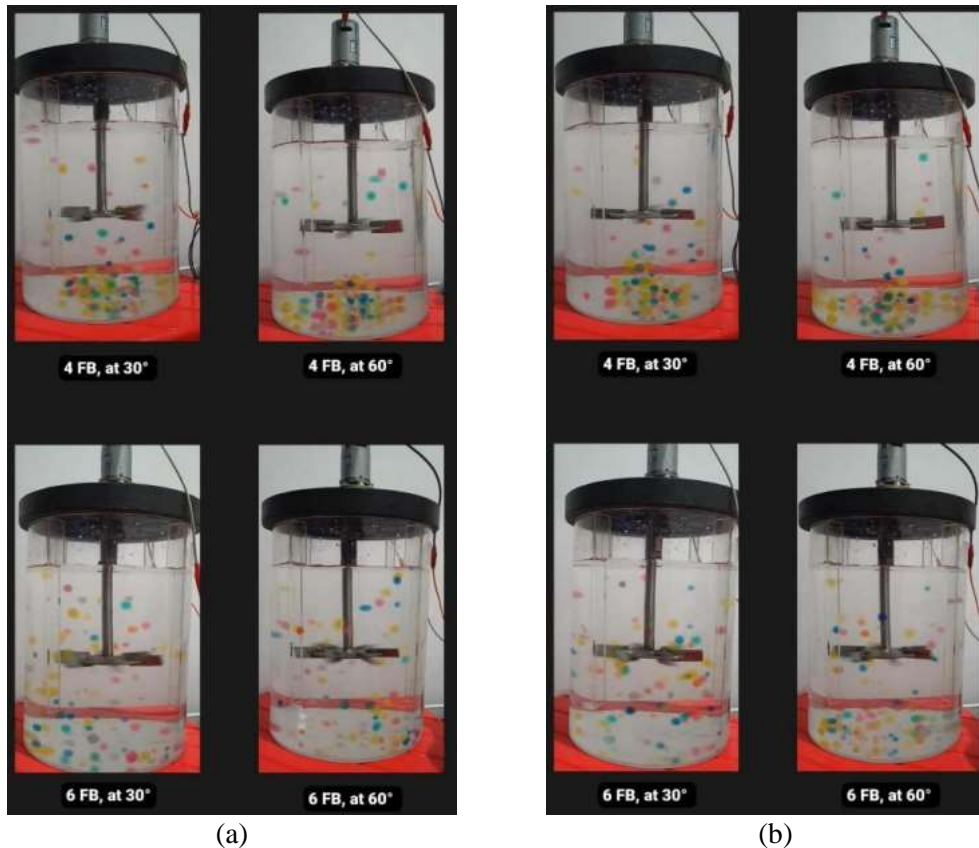 4 FB, at 30°
4 FB, at 60°
4 FB, at 30°
4 FB, at 60°
6 FB, at 30°
6 FB, at 60°
6 FB, at 30°
6 FB, at 60°
(a)
(b)